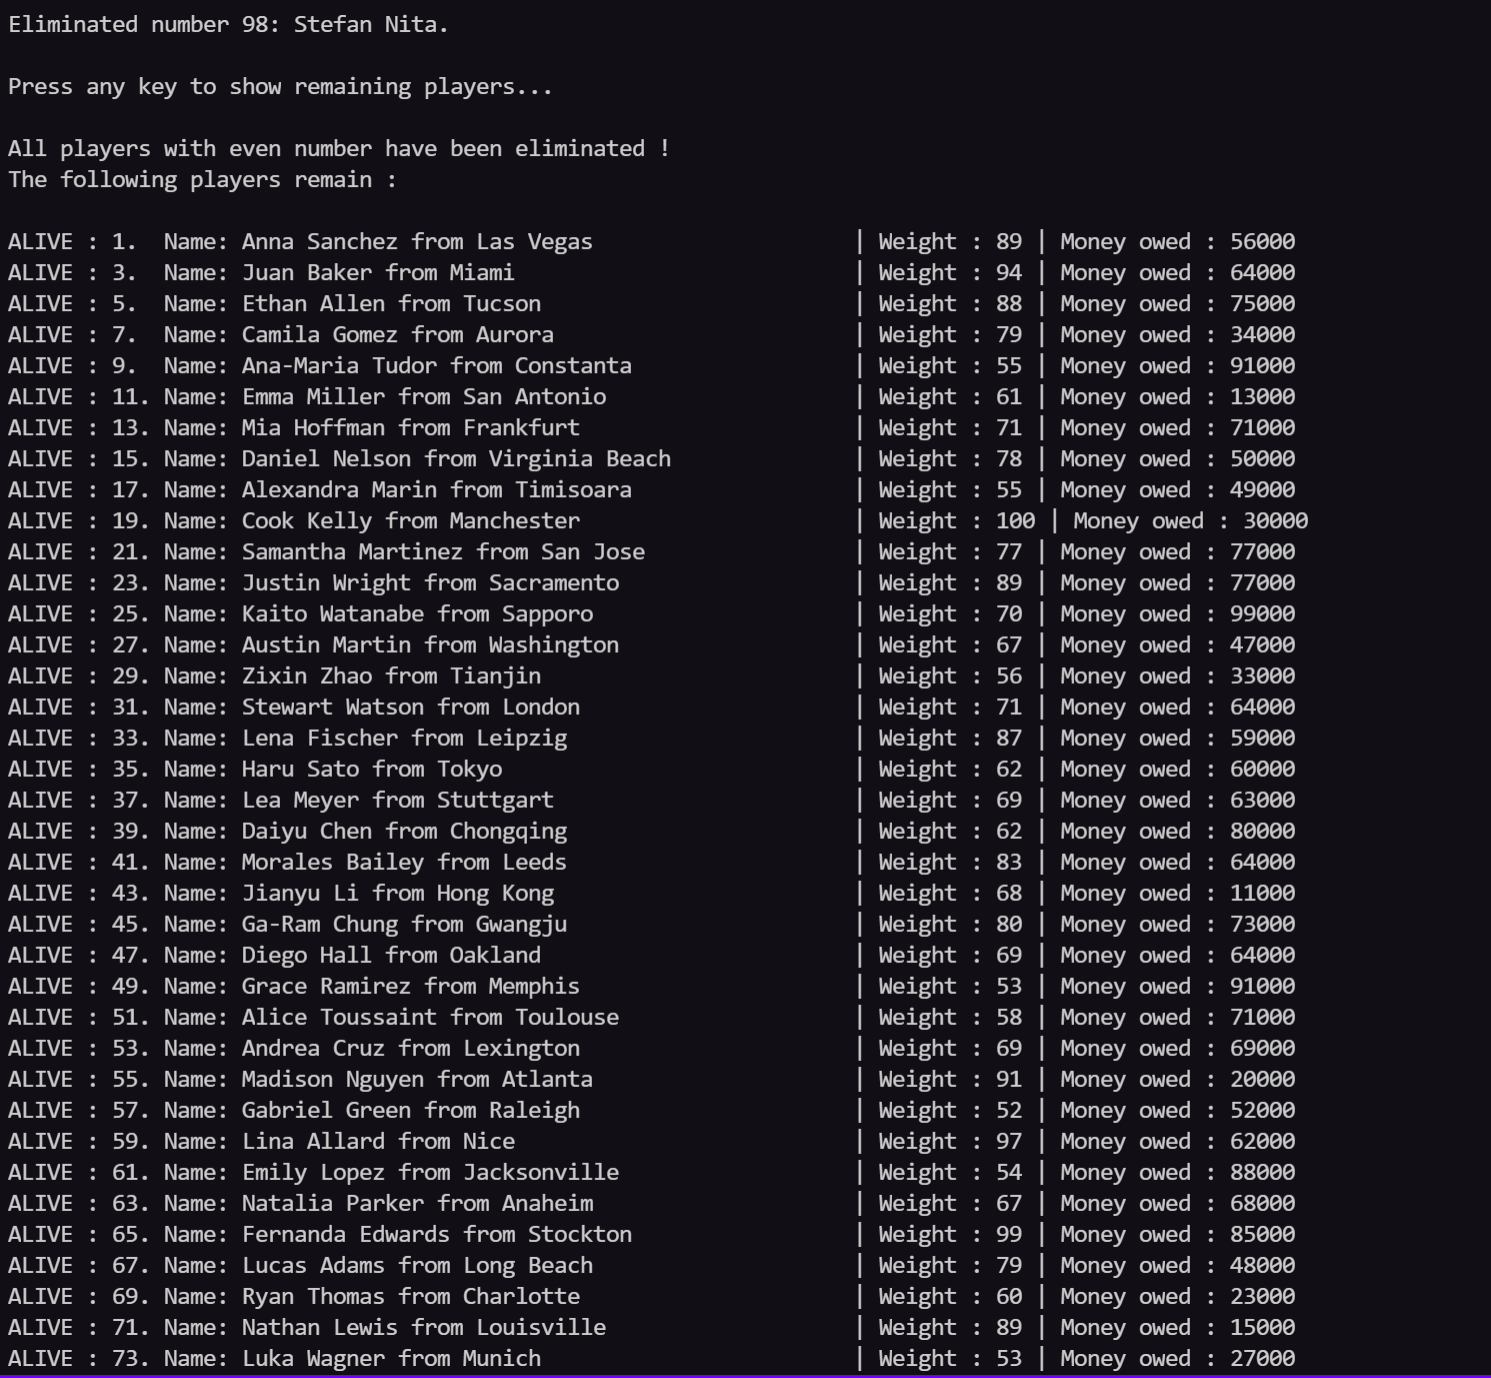 Eliminated number 98: Stefan Nita.
Press any key to show remaining players...
All players with even number have been eliminated !
The following players remain :
ALIVE : 1.  Name: Anna Sanchez from Las Vegas | Weight : 89 | Money owed : 56000
ALIVE : 3.  Name: Juan Baker from Miami | Weight : 94 | Money owed : 64000
ALIVE : 5.  Name: Ethan Allen from Tucson | Weight : 88 | Money owed : 75000
ALIVE : 7.  Name: Camila Gomez from Aurora | Weight : 79 | Money owed : 34000
ALIVE : 9.  Name: Ana-Maria Tudor from Constanta | Weight : 55 | Money owed : 91000
ALIVE : 11. Name: Emma Miller from San Antonio | Weight : 61 | Money owed : 13000
ALIVE : 13. Name: Mia Hoffman from Frankfurt | Weight : 71 | Money owed : 71000
ALIVE : 15. Name: Daniel Nelson from Virginia Beach | Weight : 78 | Money owed : 50000
ALIVE : 17. Name: Alexandra Marin from Timisoara | Weight : 55 | Money owed : 49000
ALIVE : 19. Name: Cook Kelly from Manchester | Weight : 100 | Money owed : 30000
ALIVE : 21. Name: Samantha Martinez from San Jose | Weight : 77 | Money owed : 77000
ALIVE : 23. Name: Justin Wright from Sacramento | Weight : 89 | Money owed : 77000
ALIVE : 25. Name: Kaito Watanabe from Sapporo | Weight : 70 | Money owed : 99000
ALIVE : 27. Name: Austin Martin from Washington | Weight : 67 | Money owed : 47000
ALIVE : 29. Name: Zixin Zhao from Tianjin | Weight : 56 | Money owed : 33000
ALIVE : 31. Name: Stewart Watson from London | Weight : 71 | Money owed : 64000
ALIVE : 33. Name: Lena Fischer from Leipzig | Weight : 87 | Money owed : 59000
ALIVE : 35. Name: Haru Sato from Tokyo | Weight : 62 | Money owed : 60000
ALIVE : 37. Name: Lea Meyer from Stuttgart | Weight : 69 | Money owed : 63000
ALIVE : 39. Name: Daiyu Chen from Chongqing | Weight : 62 | Money owed : 80000
ALIVE : 41. Name: Morales Bailey from Leeds | Weight : 83 | Money owed : 64000
ALIVE : 43. Name: Jianyu Li from Hong Kong | Weight : 68 | Money owed : 11000
ALIVE : 45. Name: Ga-Ram Chung from Gwangju | Weight : 80 | Money owed : 73000
ALIVE : 47. Name: Diego Hall from Oakland | Weight : 69 | Money owed : 64000
ALIVE : 49. Name: Grace Ramirez from Memphis | Weight : 53 | Money owed : 91000
ALIVE : 51. Name: Alice Toussaint from Toulouse | Weight : 58 | Money owed : 71000
ALIVE : 53. Name: Andrea Cruz from Lexington | Weight : 69 | Money owed : 69000
ALIVE : 55. Name: Madison Nguyen from Atlanta | Weight : 91 | Money owed : 20000
ALIVE : 57. Name: Gabriel Green from Raleigh | Weight : 52 | Money owed : 52000
ALIVE : 59. Name: Lina Allard from Nice | Weight : 97 | Money owed : 62000
ALIVE : 61. Name: Emily Lopez from Jacksonville | Weight : 54 | Money owed : 88000
ALIVE : 63. Name: Natalia Parker from Anaheim | Weight : 67 | Money owed : 68000
ALIVE : 65. Name: Fernanda Edwards from Stockton | Weight : 99 | Money owed : 85000
ALIVE : 67. Name: Lucas Adams from Long Beach | Weight : 79 | Money owed : 48000
ALIVE : 69. Name: Ryan Thomas from Charlotte | Weight : 60 | Money owed : 23000
ALIVE : 71. Name: Nathan Lewis from Louisville | Weight : 89 | Money owed : 15000
ALIVE : 73. Name: Luka Wagner from Munich | Weight : 53 | Money owed : 27000